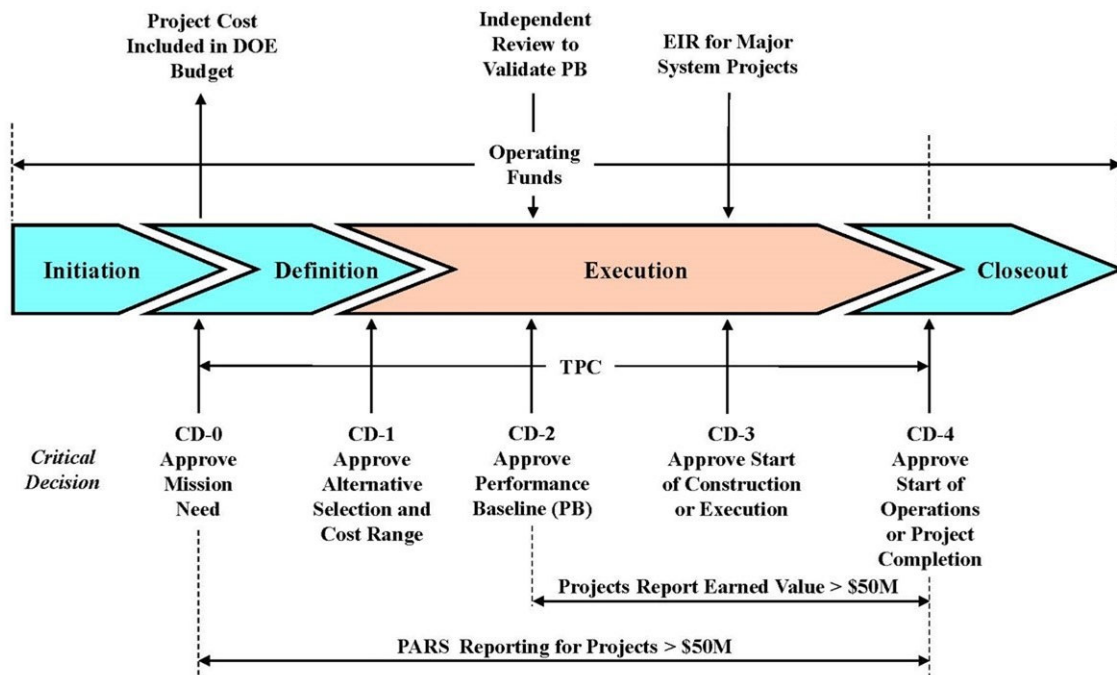 Project Cost
Included in DOE
Budget
Independent
Review to
Validate PB
EIR for Major
System Projects
Operating
Funds
Initiation
Definition
Execution
Closeout
TPC
Critical
Decision
CD-0
Approve
Mission
Need
CD-1
Approve
Alternative
Selection and
Cost Range
CD-2
Approve
Performance
Baseline (PB)
CD-3
Approve Start
of Construction
or Execution
CD-4
Approve
Start of
Operations
or Project
Completion
Projects Report Earned Value > $50M
PARS Reporting for Projects > $50M